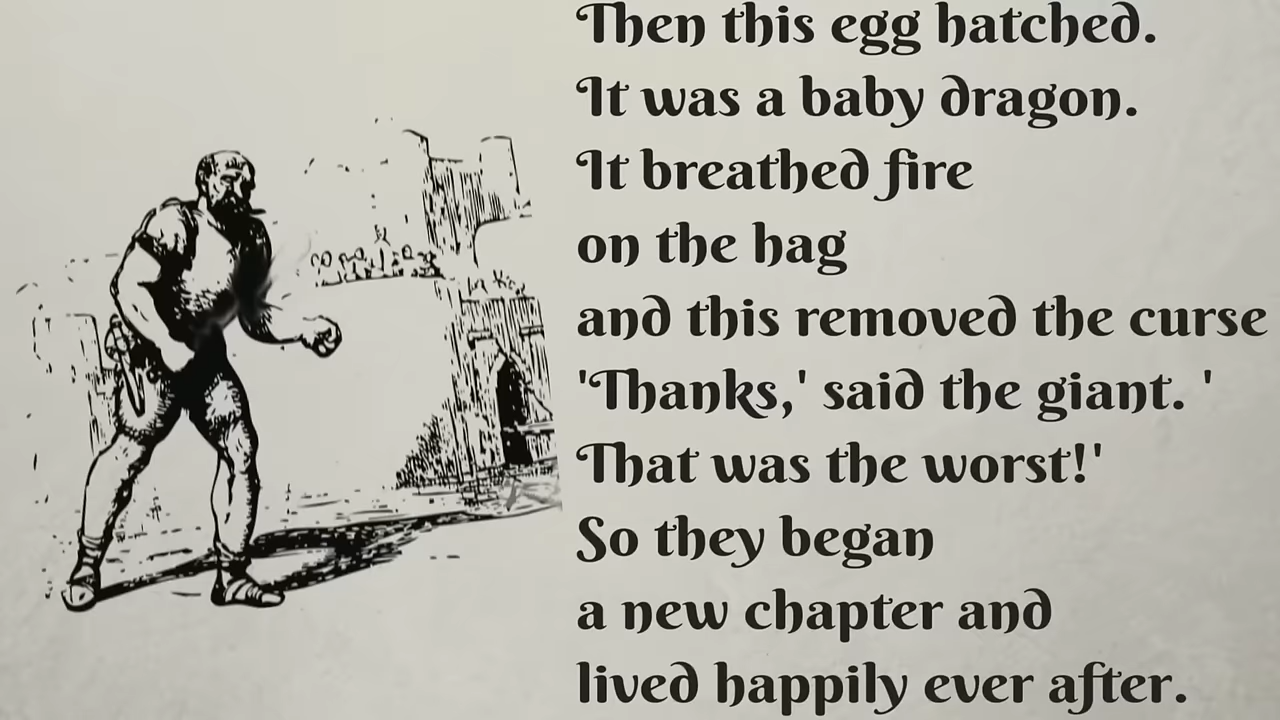 Then this egg hatched.
It was a baby dragon.
It breathed fire
on the hag
and this removed the curse
'Thanks,' said the giant. '
That was the worst!'
So they began
a new chapter and
lived happily ever after.